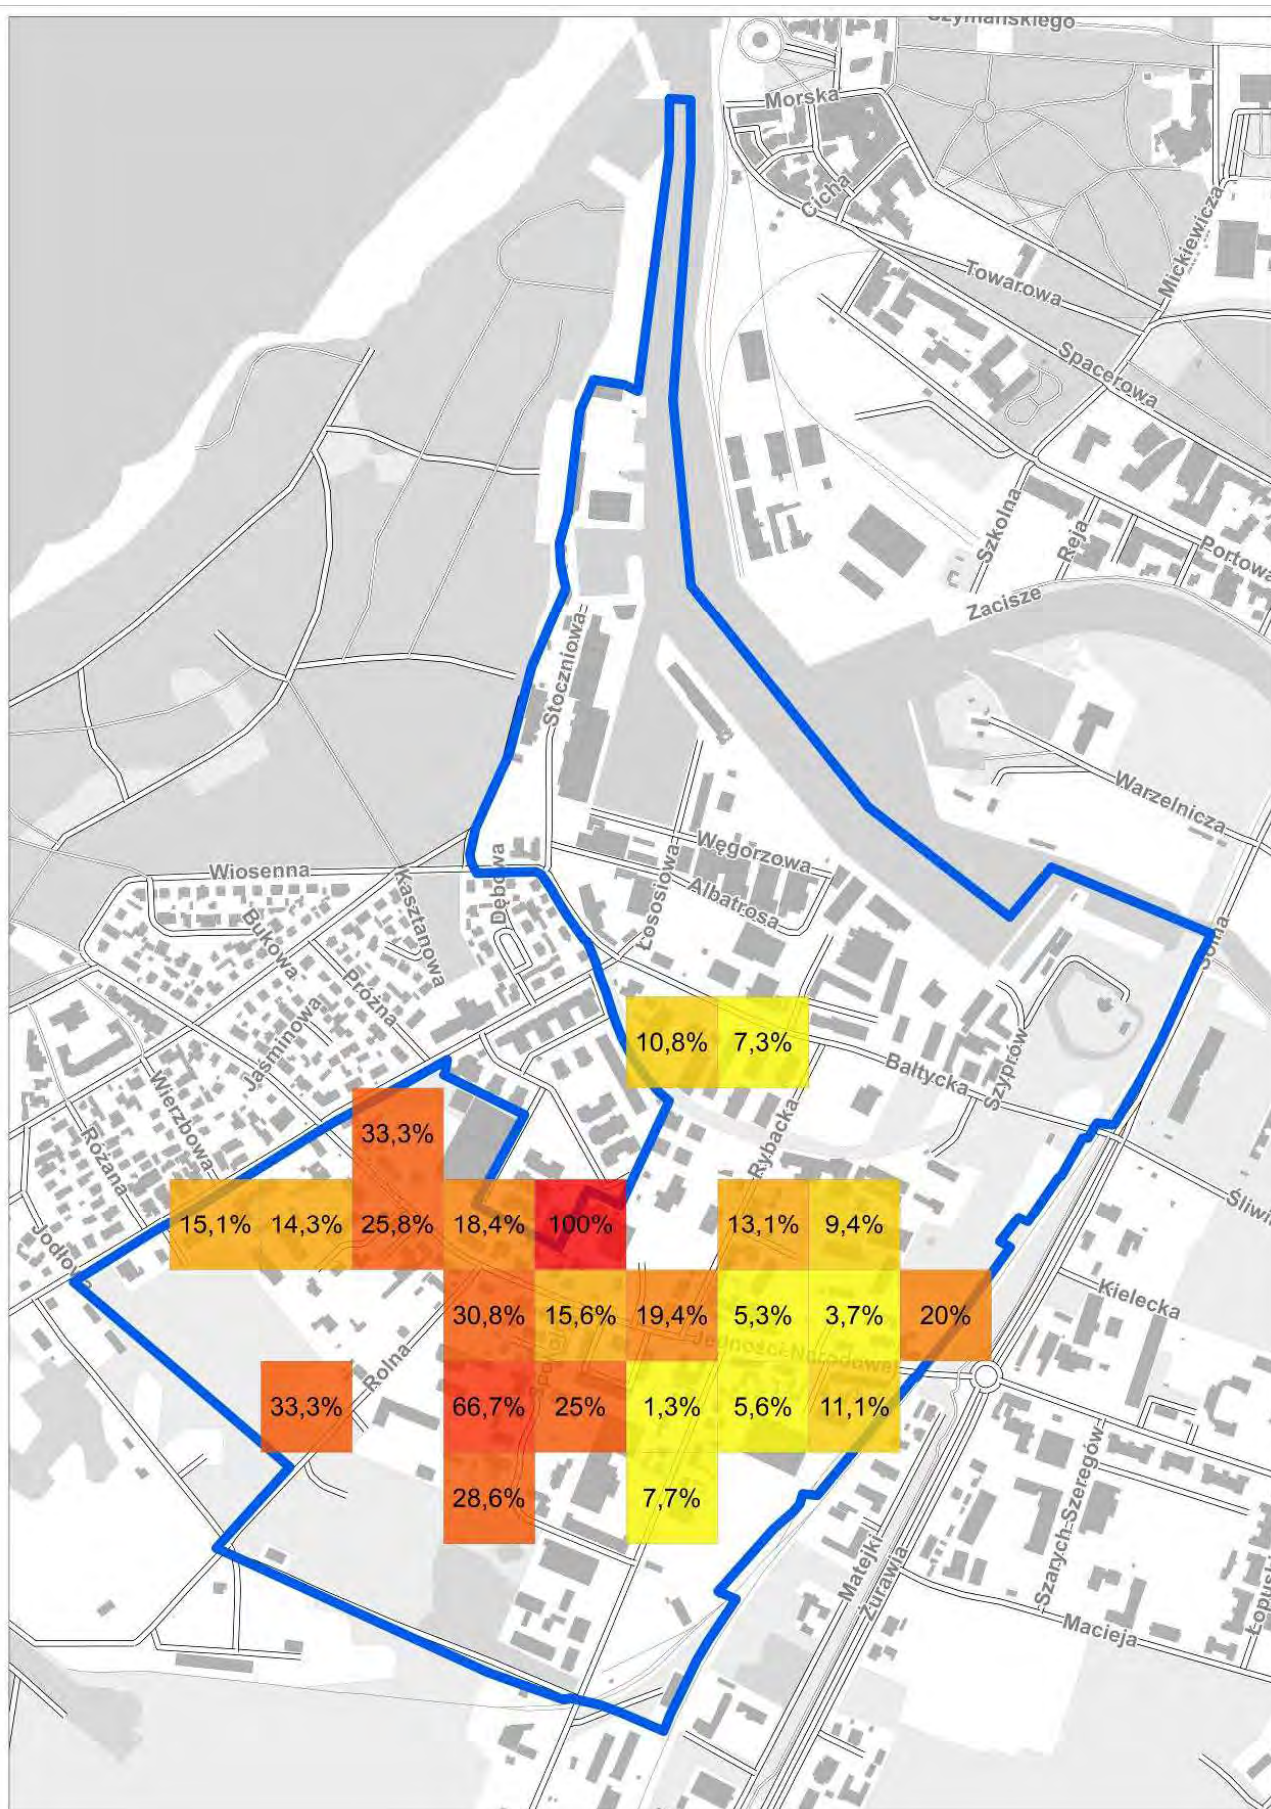 Szymańskiego
Morska
Cicha
Mickiewicza
Towarowa
Spacerowa
Szkolna
Reja
Portowa
Zacisze
Stoczniowa
Warzelnicza
Węgorzowa
Wiosenna
Kasztanowa
Dębowa
Łososiowa
Albatrosa
Bukowa
Solna
Próżna
Jaśminowa
10,8% 7,3%
Bałtycka
Szyprów
Wierzbowa
Rybacka
33,3%
Różana
Jodłowa
15,1% 14,3% 25,8% 18,4% 100% 13,1% 9,4%
Kielecka
30,8% 15,6% 19,4% 5,3% 3,7% 20%
Jedności Narodowej
Rolna
33,3% 66,7% 25% 1,3% 5,6% 11,1%
28,6% 7,7%
Szarych Szeregów
Matejki
Żurawia
Macieja